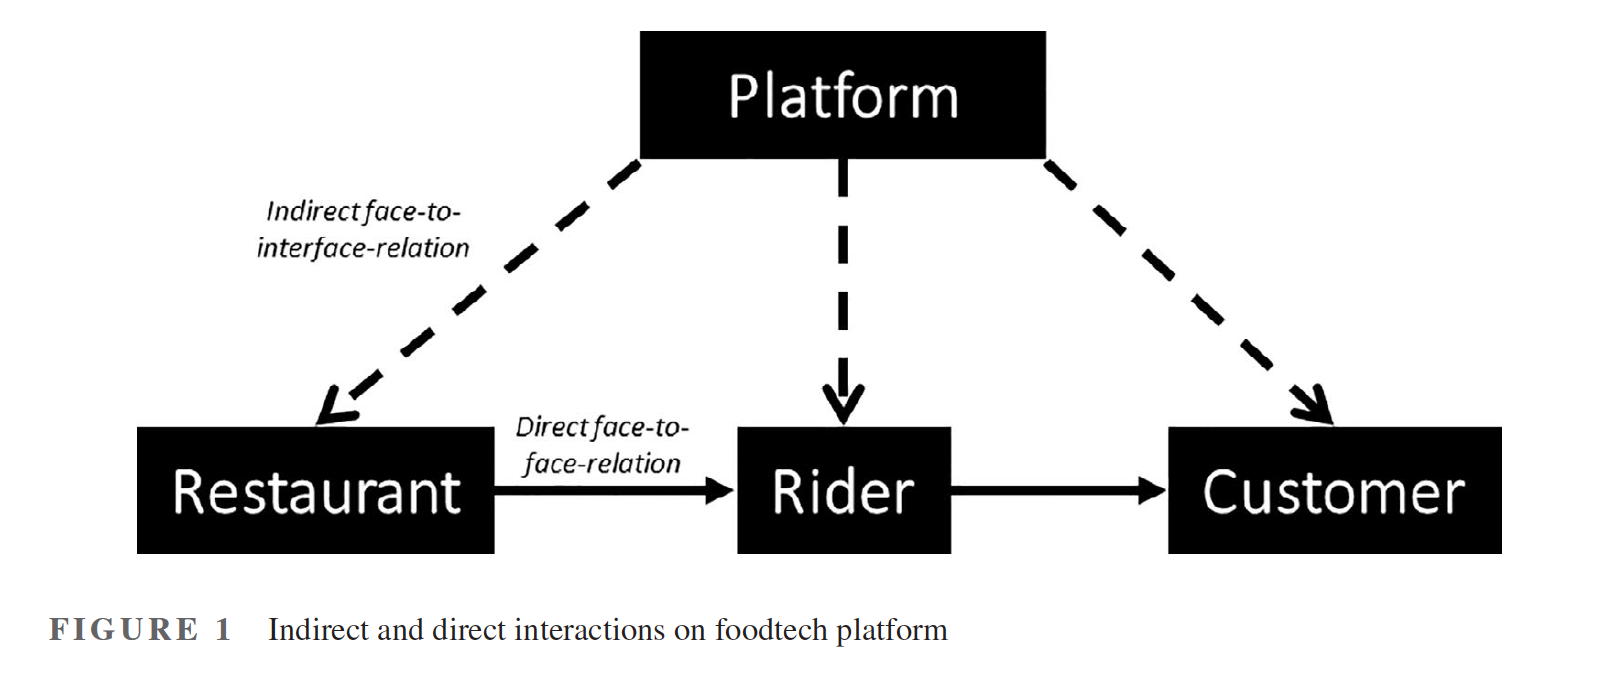 Platform
Indirect face-to-
interface-relation
Direct face-to-
face-relation
Restaurant
Rider
Customer
FIGURE 1 Indirect and direct interactions on foodtech platform